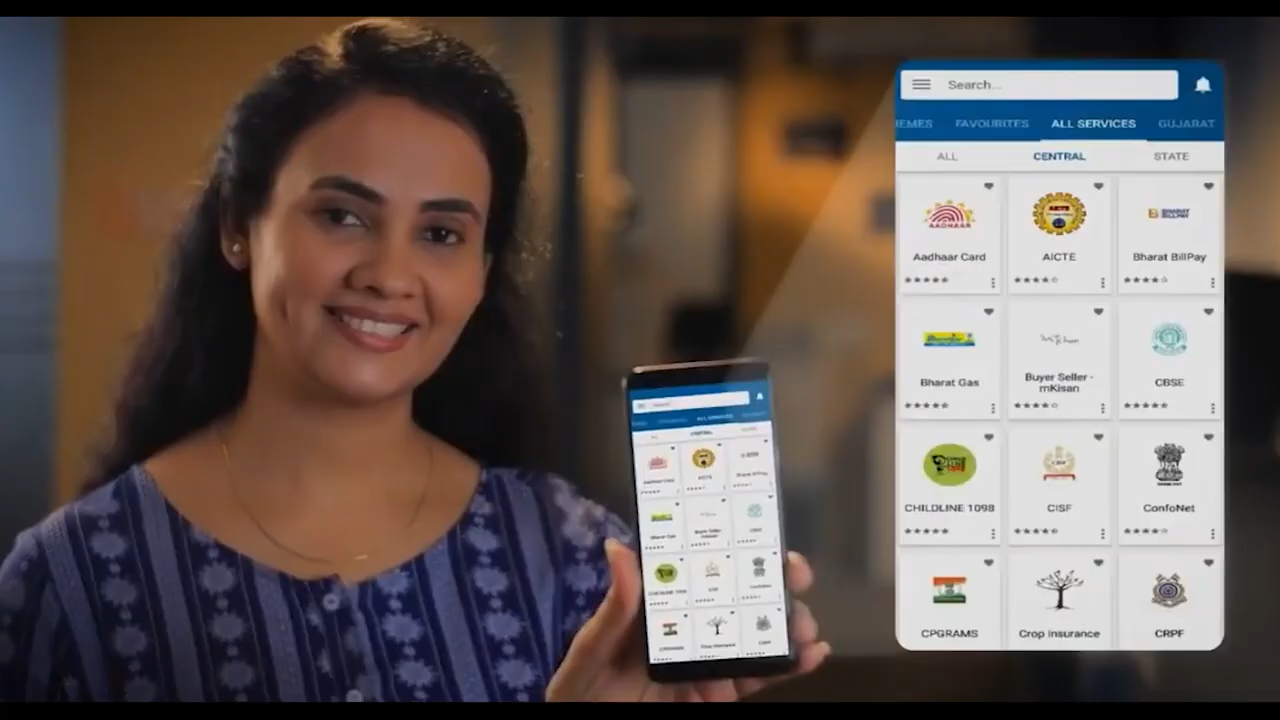 Search...
EMES FAVOURITES ALL SERVICES GUJARAT
ALL CENTRAL STATE
AADHAAR
AICTE
BHARAT
BILLPAY
Aadhaar Card AICTE Bharat BillPay
Bharat Gas
Buyer Seller -
mKisan
CBSE
CHILDLINE 1098 CISF ConfoNet
CPGRAMS Crop Insurance CRPF